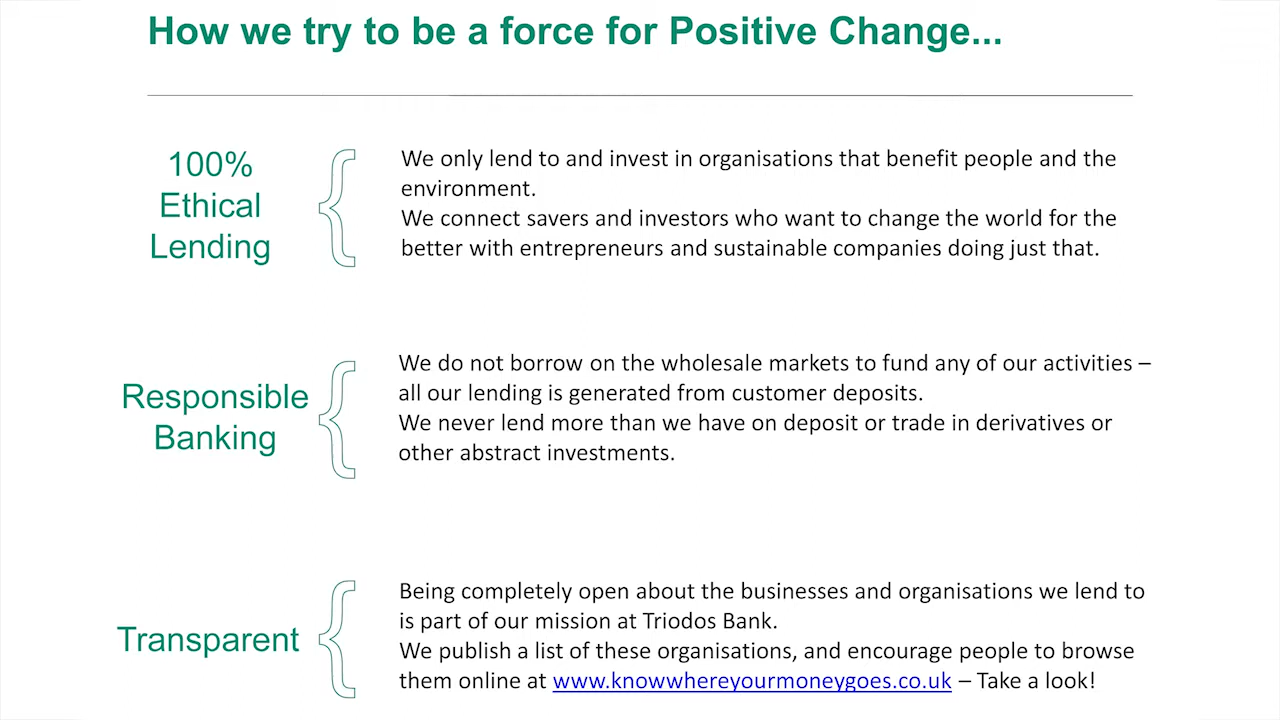 How we try to be a force for Positive Change...
100%
Ethical
Lending
We only lend to and invest in organisations that benefit people and the
environment.
We connect savers and investors who want to change the world for the
better with entrepreneurs and sustainable companies doing just that.
Responsible
Banking
We do not borrow on the wholesale markets to fund any of our activities –
all our lending is generated from customer deposits.
We never lend more than we have on deposit or trade in derivatives or
other abstract investments.
Transparent
Being completely open about the businesses and organisations we lend to
is part of our mission at Triodos Bank.
We publish a list of these organisations, and encourage people to browse
them online at www.knowwhereyourmoneygoes.co.uk – Take a look!